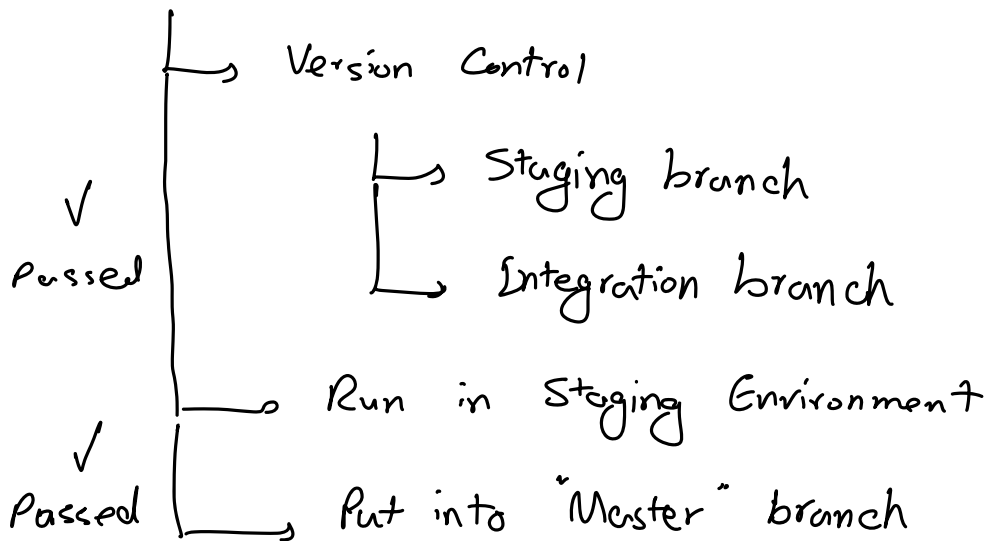 Version Control
Staging branch
✓
Passed
Integration branch
Run in Staging Environment
✓
Passed
Put into "Master" branch